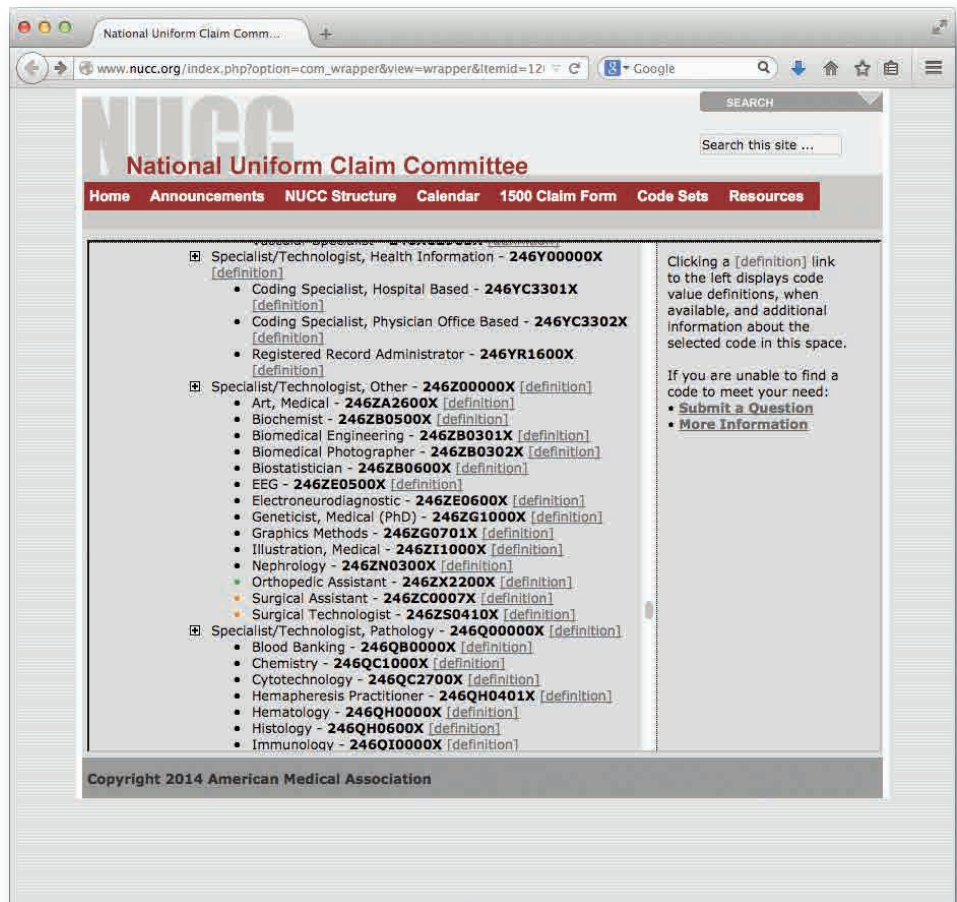 National Uniform Claim Comm...
www.nucc.org/index.php?option=com_wrapper&view=wrapper&Itemid=12
Google
SEARCH
NUCC
Search this site ...
National Uniform Claim Committee
Home Announcements NUCC Structure Calendar 1500 Claim Form Code Sets Resources
Specialist/Technologist, Health Information - 246Y00000X
[definition]
• Coding Specialist, Hospital Based - 246YC3301X
[definition]
• Coding Specialist, Physician Office Based - 246YC3302X
[definition]
• Registered Record Administrator - 246YR1600X
[definition]
Specialist/Technologist, Other - 246Z00000X [definition]
• Art, Medical - 246ZA2600X [definition]
• Biochemist - 246ZB0500X [definition]
• Biomedical Engineering - 246ZB0301X [definition]
• Biomedical Photographer - 246ZB0302X [definition]
• Biostatistician - 246ZB0600X [definition]
• EEG - 246ZE0500X [definition]
• Electroneurodiagnostic - 246ZE0600X [definition]
• Geneticist, Medical (PhD) - 246ZG1000X [definition]
• Graphics Methods - 246ZG0701X [definition]
• Illustration, Medical - 246ZI1000X [definition]
• Nephrology - 246ZN0300X [definition]
• Orthopedic Assistant - 246ZX2200X [definition]
• Surgical Assistant - 246ZC0007X [definition]
• Surgical Technologist - 246ZS0410X [definition]
Specialist/Technologist, Pathology - 246Q00000X [definition]
• Blood Banking - 246QB0000X [definition]
• Chemistry - 246QC1000X [definition]
• Cytotechnology - 246QC2700X [definition]
• Hemapheresis Practitioner - 246QH0401X [definition]
• Hematology - 246QH0000X [definition]
• Histology - 246QH0600X [definition]
• Immunology - 246QI0000X [definition]
Clicking a [definition] link
to the left displays code
value definitions, when
available, and additional
information about the
selected code in this space.
If you are unable to find a
code to meet your need:
• Submit a Question
• More Information
Copyright 2014 American Medical Association